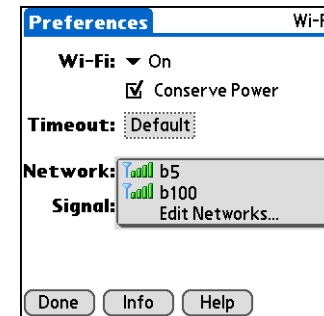 Preferences Wi-F
Wi-Fi: On
Conserve Power
Timeout: Default
Network: b5
b100
Signal: Edit Networks...
Done Info Help